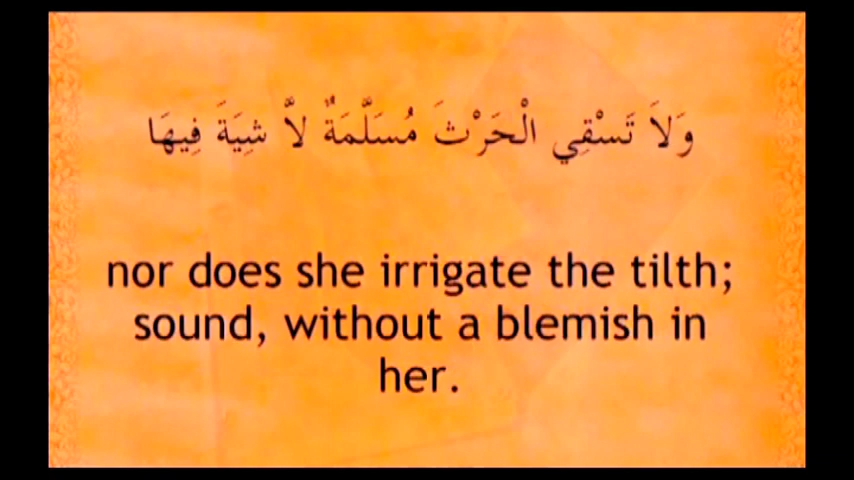 وَلاَ تَسْقِي الْحَرْثَ مُسَلَّمَةٌ لاَّ شِيَةَ فِيهَا
nor does she irrigate the tilth;
sound, without a blemish in
her.